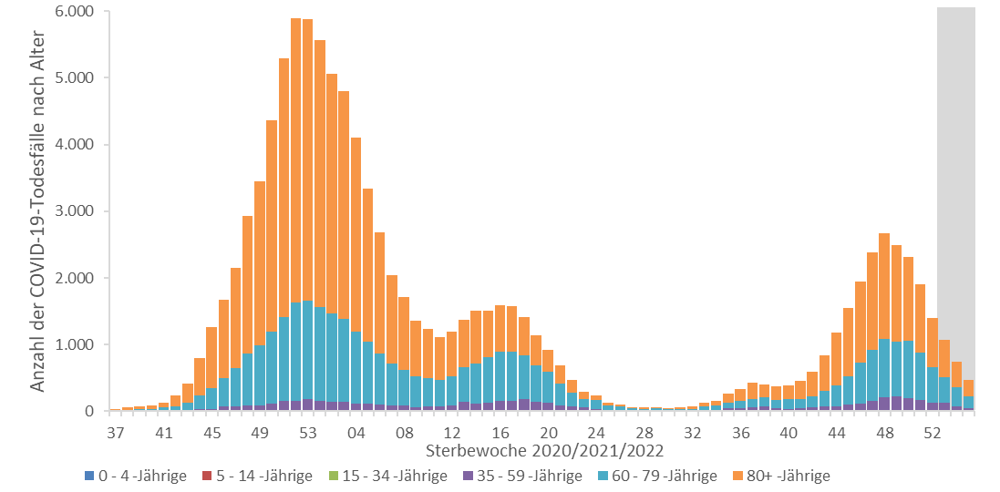 Anzahl der COVID-19-Todesfälle nach Alter
6.000
5.000
4.000
3.000
2.000
1.000
0
37 41 45 49 53 04 08 12 16 20 24 28 32 36 40 44 48 52
Sterbewoche 2020/2021/2022
0 - 4 -Jährige 5 - 14 -Jährige 15 - 34 -Jährige 35 - 59 -Jährige 60 - 79 -Jährige 80+ -Jährige